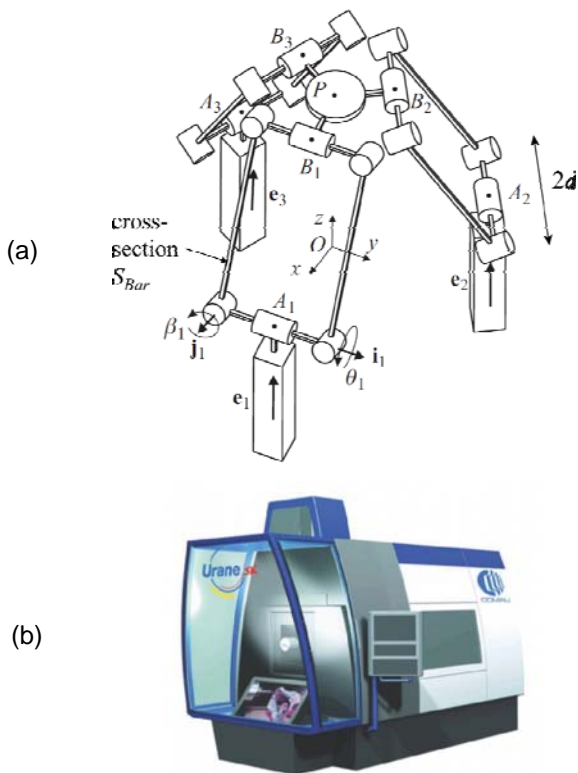 (a)
B3
A3
P
B2
B1
A2
2d
e3
cross-
section
SBar
z
O
y
x
e2
A1
β1
j1
i1
θ1
e1
(b)
Urane SX
COMAU